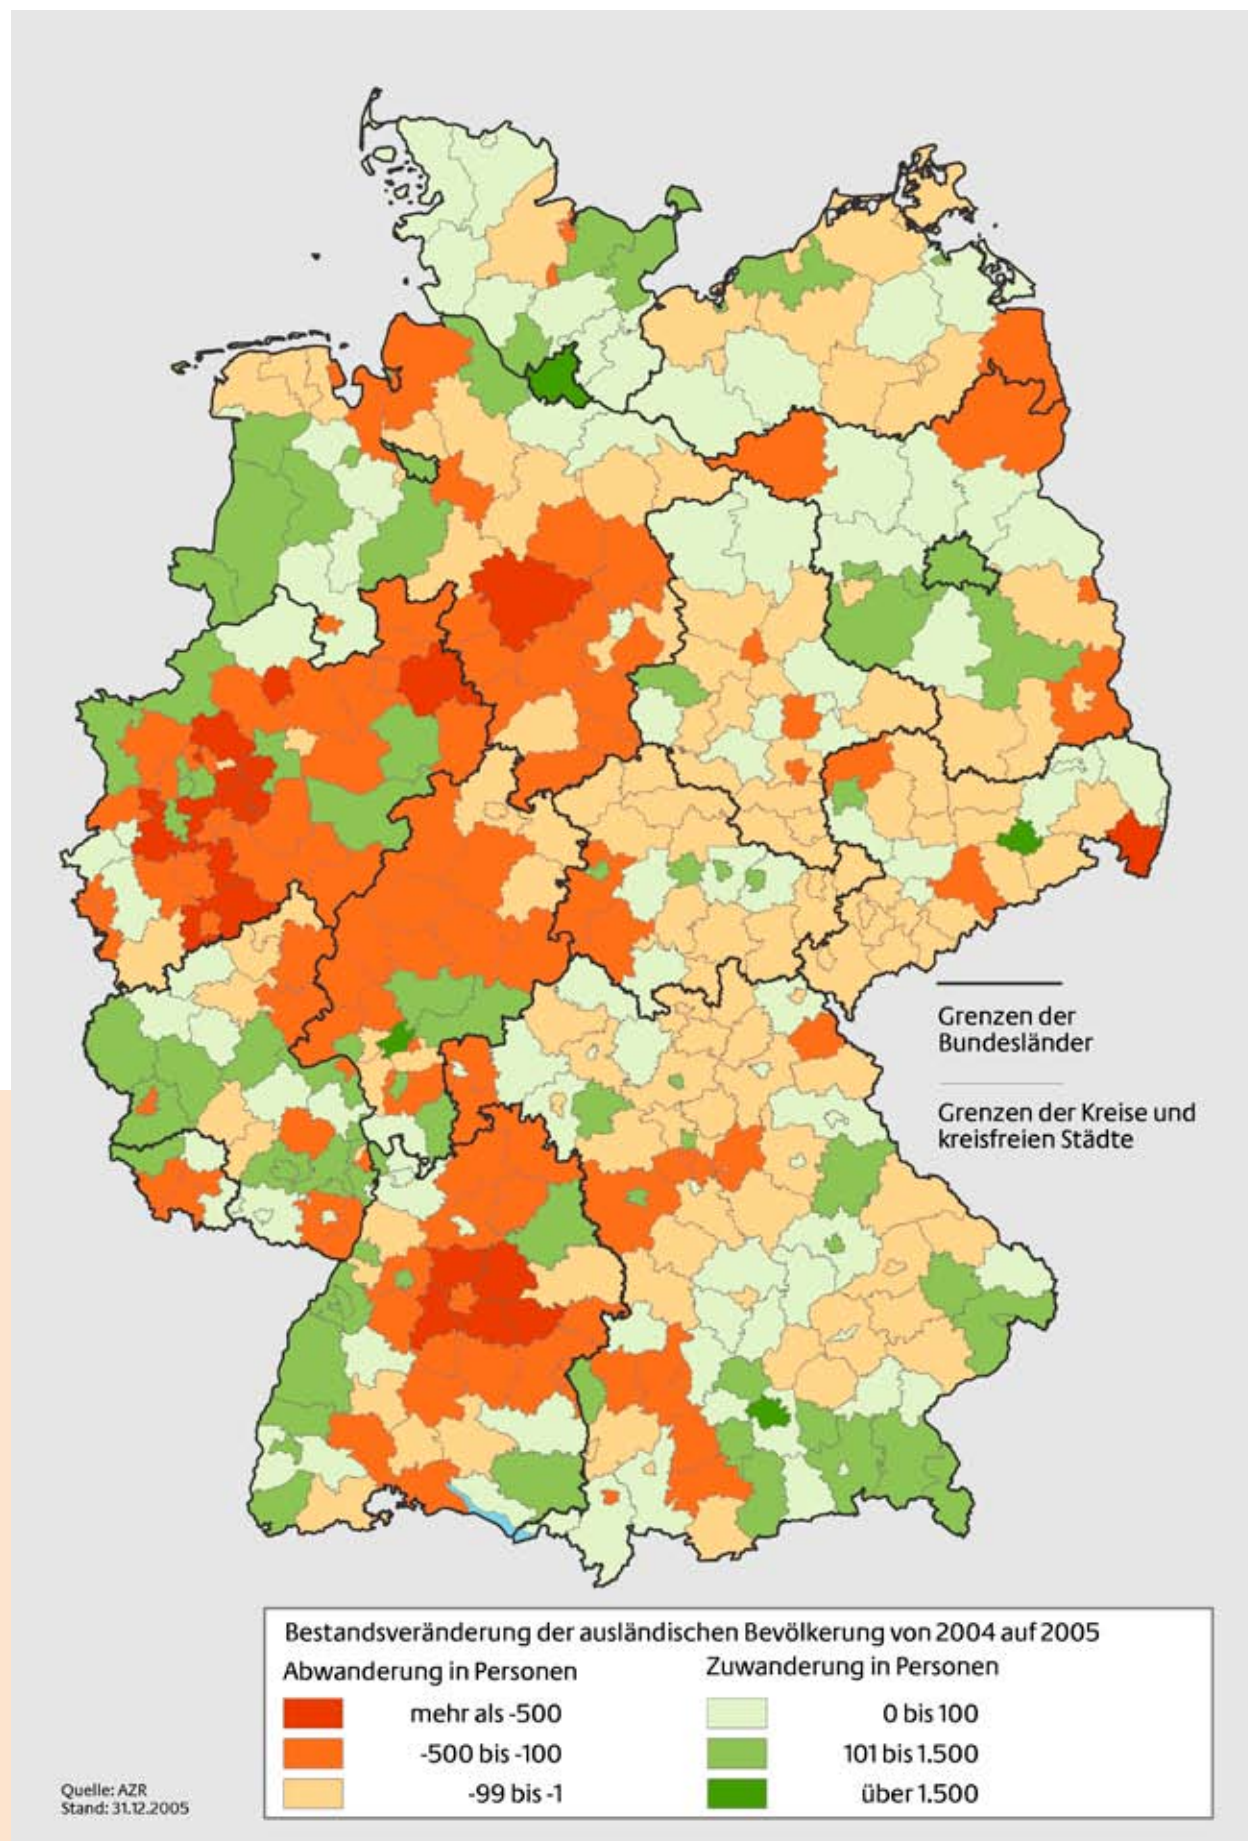 Grenzen der
Bundesländer
Grenzen der Kreise und
kreisfreien Städte
Bestandsveränderung der ausländischen Bevölkerung von 2004 auf 2005
Abwanderung in Personen
mehr als -500
-500 bis -100
-99 bis -1
Zuwanderung in Personen
0 bis 100
101 bis 1.500
über 1.500
Quelle: AZR
Stand: 31.12.2005